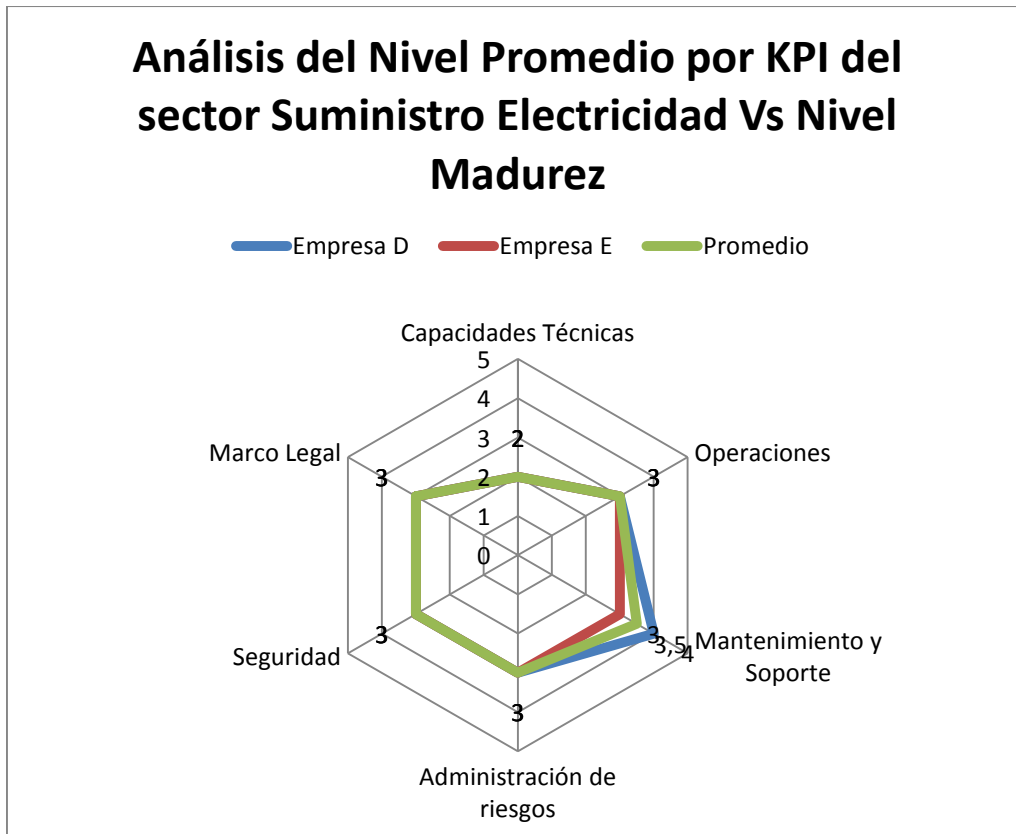 Análisis del Nivel Promedio por KPI del
sector Suministro Electricidad Vs Nivel
Madurez
Empresa D Empresa E Promedio
Capacidades Técnicas
5
4
3 2
Marco Legal 3 3 Operaciones
2
1
0
3 3 Mantenimiento y
3,5
4
Seguridad Soporte
3
Administración de
riesgos